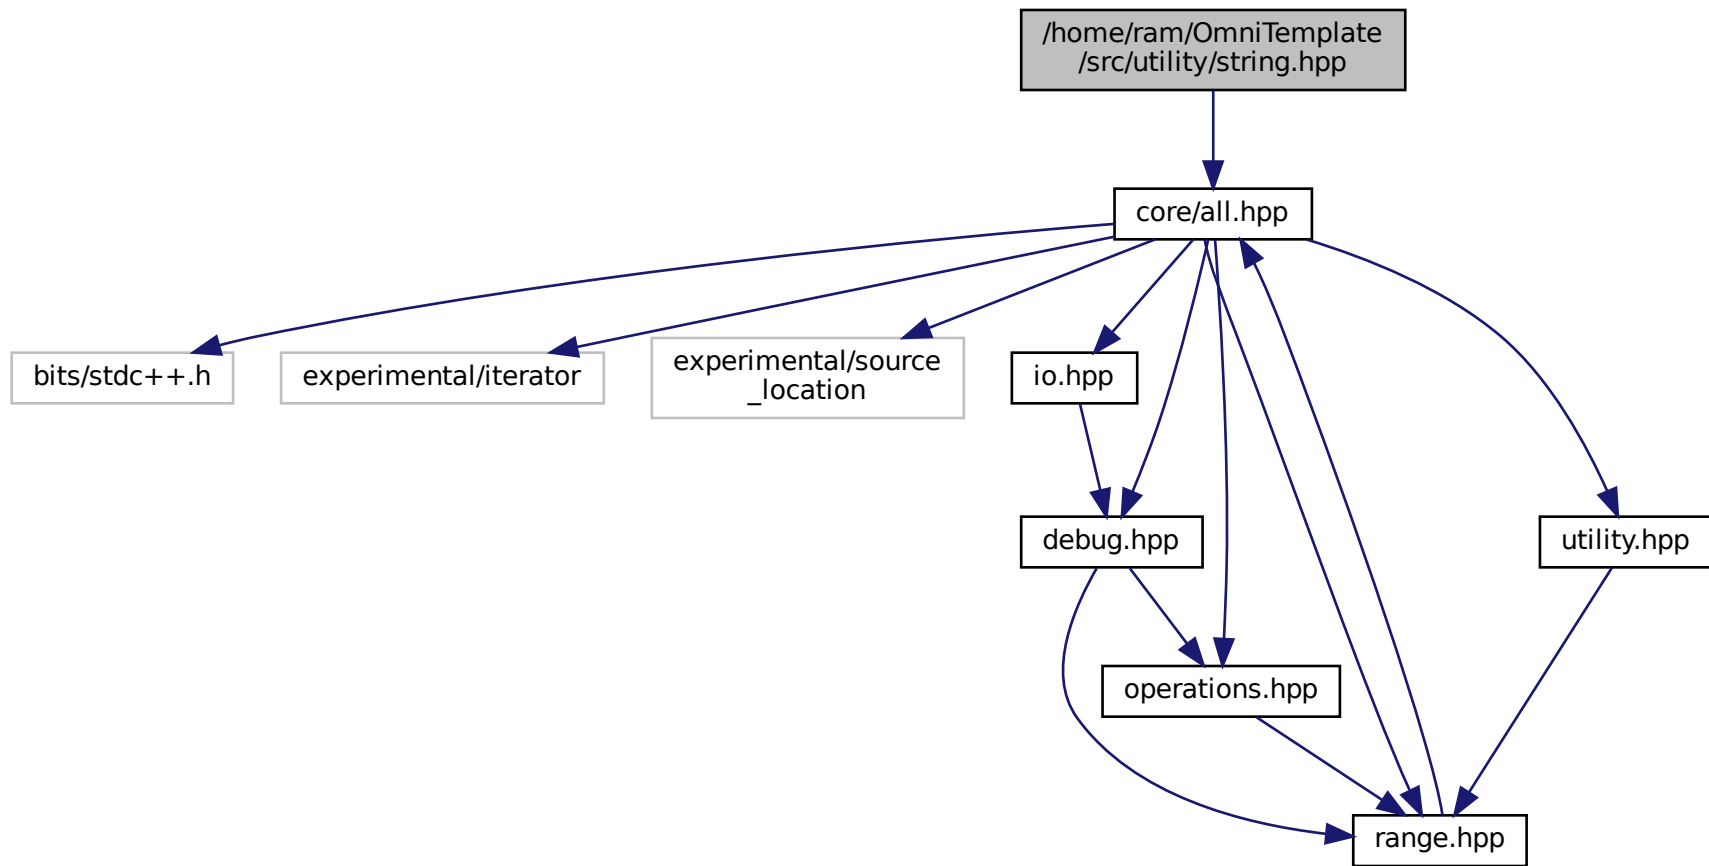 /home/ram/OmniTemplate
/src/utility/string.hpp
core/all.hpp
bits/stdc++.h
experimental/iterator
experimental/source
_location
io.hpp
debug.hpp
utility.hpp
operations.hpp
range.hpp